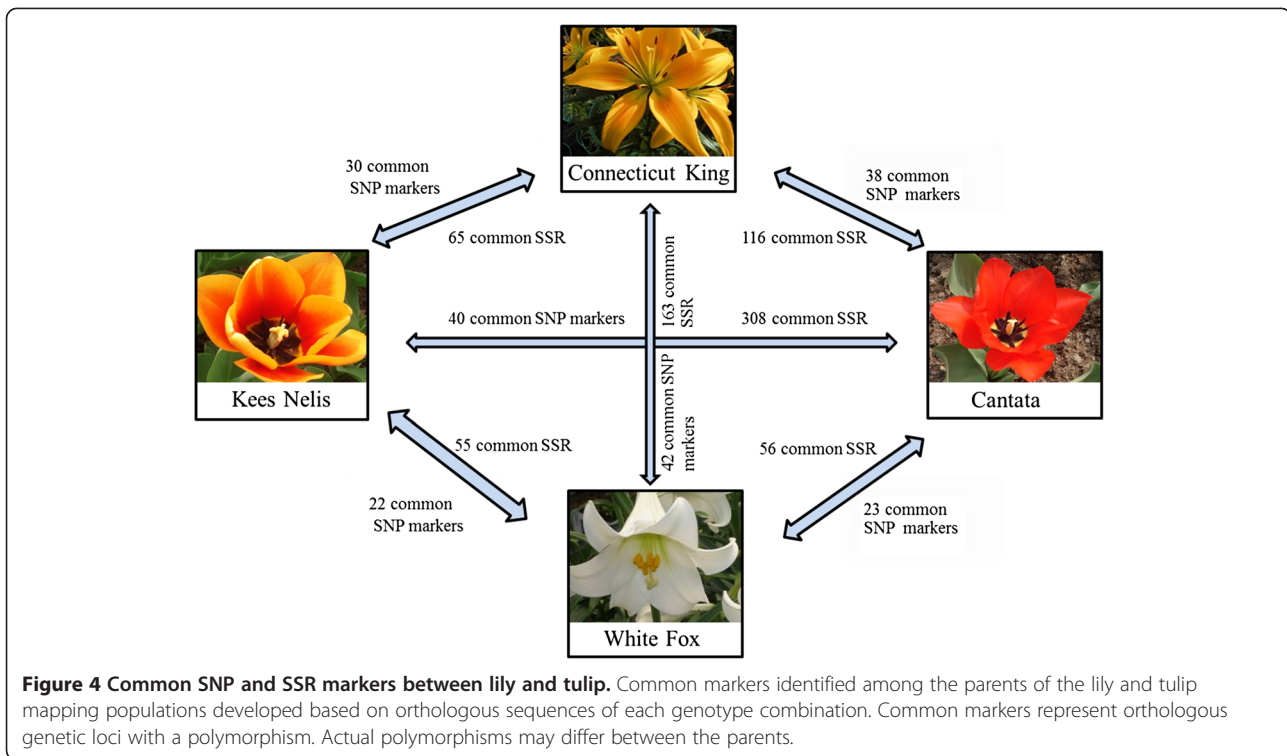 Connecticut King
30 common
SNP markers
38 common
SNP markers
65 common SSR
116 common SSR
163 common
SSR
40 common SNP markers
308 common SSR
Kees Nelis
Cantata
42 common SNP
markers
55 common SSR
56 common SSR
22 common
SNP markers
23 common
SNP markers
White Fox
Figure 4 Common SNP and SSR markers between lily and tulip. Common markers identified among the parents of the lily and tulip
mapping populations developed based on orthologous sequences of each genotype combination. Common markers represent orthologous
genetic loci with a polymorphism. Actual polymorphisms may differ between the parents.